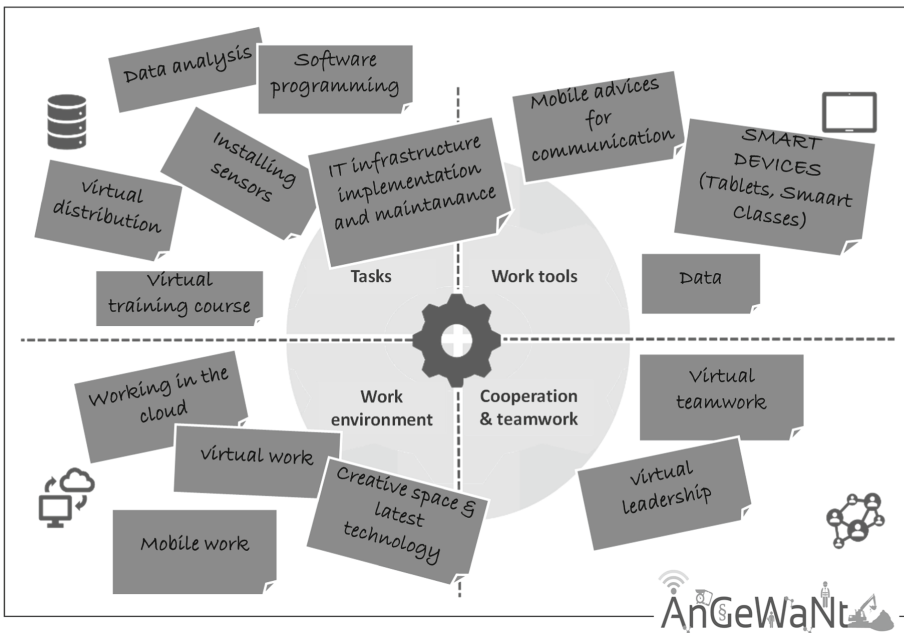 Data analysis
Software
programming
Installing
sensors
IT infrastructure
implementation
and maintanance
Virtual
distribution
Virtual
training course
Tasks
Mobile advices
for
communication
SMART
DEVICES
(Tablets, Smaart
Classes)
Data
Work tools
Work
environment
Working in the
cloud
Virtual work
Creative space &
latest
technology
Mobile work
Cooperation
& teamwork
Virtual
teamwork
Virtual
leadership
§
AnGeWaNt